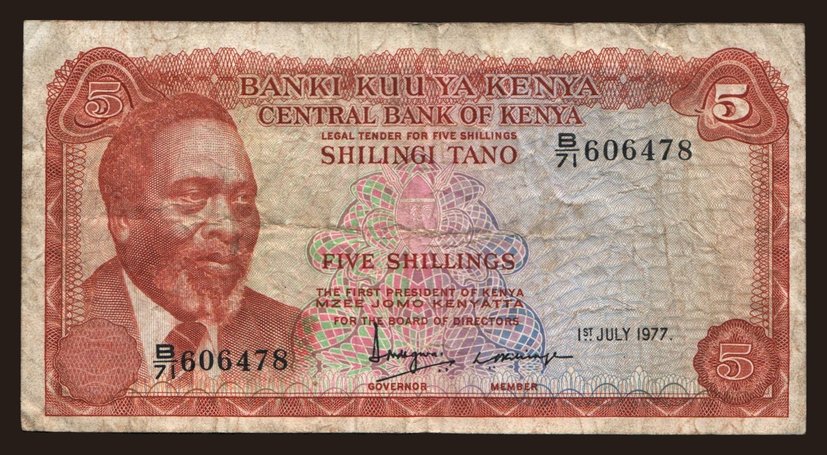 5 5
BANKI KUU YA KENYA
CENTRAL BANK OF KENYA
LEGAL TENDER FOR FIVE SHILLINGS
SHILINGI TANO
B/71 606478
FIVE SHILLINGS
THE FIRST PRESIDENT OF KENYA
MZEE JOMO KENYATTA
FOR THE BOARD OF DIRECTORS
1ST JULY 1977.
B/71 606478
GOVERNOR MEMBER
5